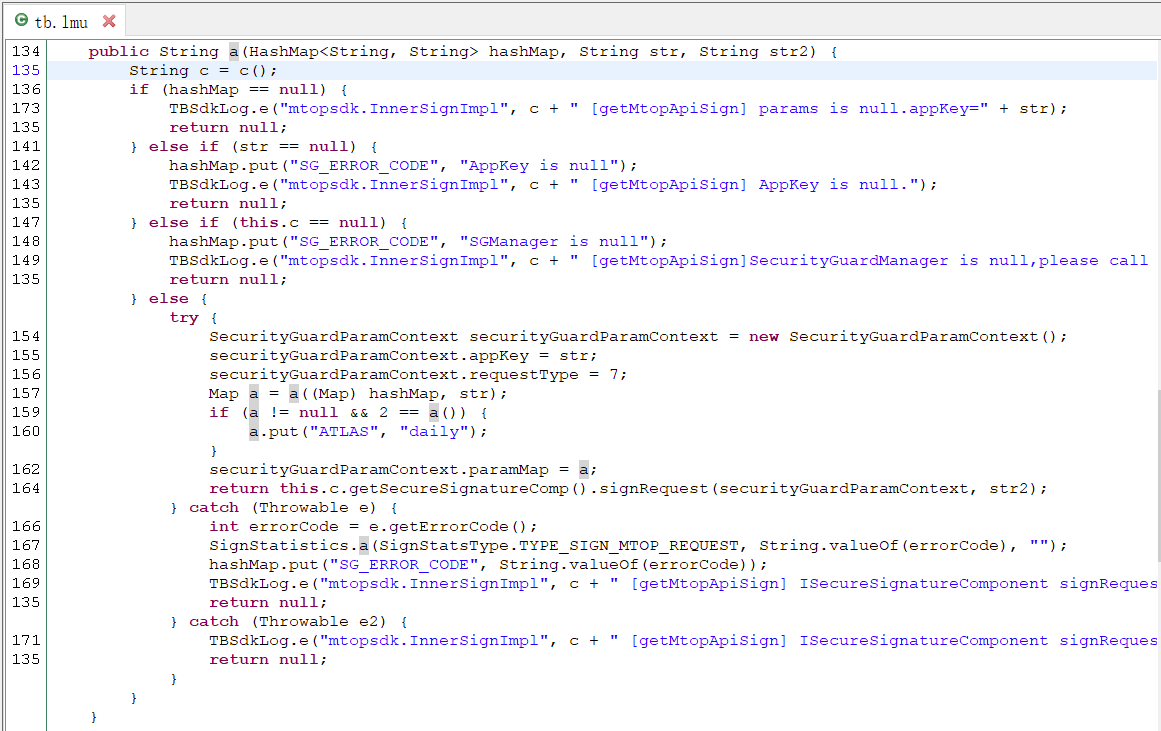 tb.lmu
134 public String a(HashMap<String, String> hashMap, String str, String str2) {
135 String c = c();
136 if (hashMap == null) {
173 TBSdkLog.e("mtopsdk.InnerSignImpl", c + " [getMtopApiSign] params is null.appKey=" + str);
135 return null;
141 } else if (str == null) {
142 hashMap.put("SG_ERROR_CODE", "AppKey is null");
143 TBSdkLog.e("mtopsdk.InnerSignImpl", c + " [getMtopApiSign] AppKey is null.");
135 return null;
147 } else if (this.c == null) {
148 hashMap.put("SG_ERROR_CODE", "SGManager is null");
149 TBSdkLog.e("mtopsdk.InnerSignImpl", c + " [getMtopApiSign]SecurityGuardManager is null,please call
135 return null;
} else {
try {
154 SecurityGuardParamContext securityGuardParamContext = new SecurityGuardParamContext();
155 securityGuardParamContext.appKey = str;
156 securityGuardParamContext.requestType = 7;
157 Map a = a((Map) hashMap, str);
159 if (a != null && 2 == a()) {
160 a.put("ATLAS", "daily");
}
162 securityGuardParamContext.paramMap = a;
164 return this.c.getSecureSignatureComp().signRequest(securityGuardParamContext, str2);
} catch (Throwable e) {
166 int errorCode = e.getErrorCode();
167 SignStatistics.a(SignStatsType.TYPE_SIGN_MTOP_REQUEST, String.valueOf(errorCode), "");
168 hashMap.put("SG_ERROR_CODE", String.valueOf(errorCode));
169 TBSdkLog.e("mtopsdk.InnerSignImpl", c + " [getMtopApiSign] ISecureSignatureComponent signReques
135 return null;
} catch (Throwable e2) {
171 TBSdkLog.e("mtopsdk.InnerSignImpl", c + " [getMtopApiSign] ISecureSignatureComponent signReques
135 return null;
}
}
}